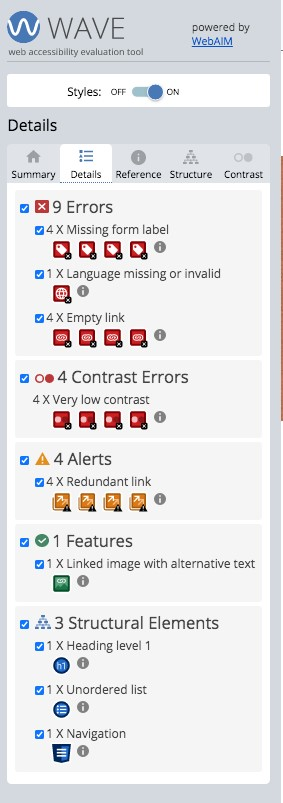 WAVE
powered by
WebAIM
web accessibility evaluation tool
Styles: OFF ON
Details
Summary Details Reference Structure Contrast
9 Errors
4 X Missing form label
1 X Language missing or invalid
4 X Empty link
4 Contrast Errors
4 X Very low contrast
4 Alerts
4 X Redundant link
1 Features
1 X Linked image with alternative text
3 Structural Elements
1 X Heading level 1
h1
1 X Unordered list
1 X Navigation